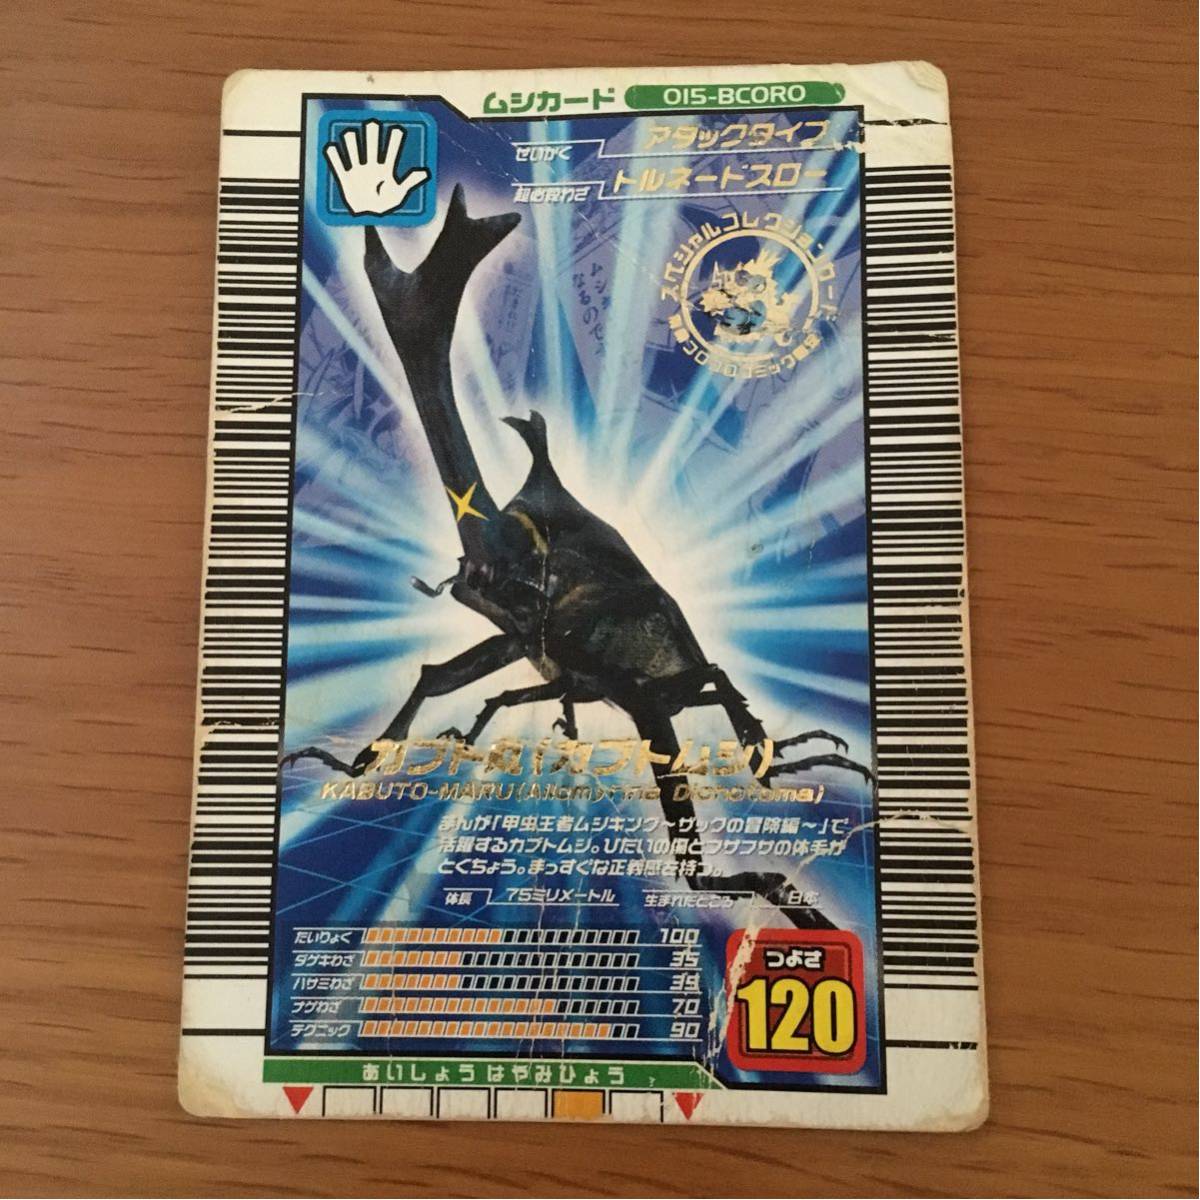 ムシカード 015-BCORO
せいかく アタックタイプ
超必殺わざ トルネードスロー
スペシャルコレクションカード
カブト丸(カブトムシ)
KABUTO-MARU(Allomyrina Dichotoma)
まんが「甲虫王者ムシキング〜ザックの冒険編〜」で
活躍するカブトムシ。ひたいの傷とフサフサの体毛が
とくちょう。まっすぐな正義感を持つ。
体長 75ミリメートル 生まれたところ 日本
たいりょく 100
ダゲキわざ 35
ハサミわざ 35
ナゲわざ 70
テクニック 90
つよさ
120
あいしょうはやみひょう